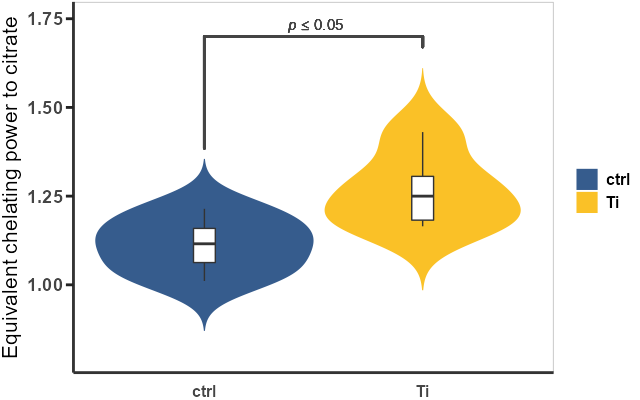 Equivalent chelating power to citrate
1.75
1.50
1.25
1.00
p ≤ 0.05
ctrl
Ti
ctrl
Ti